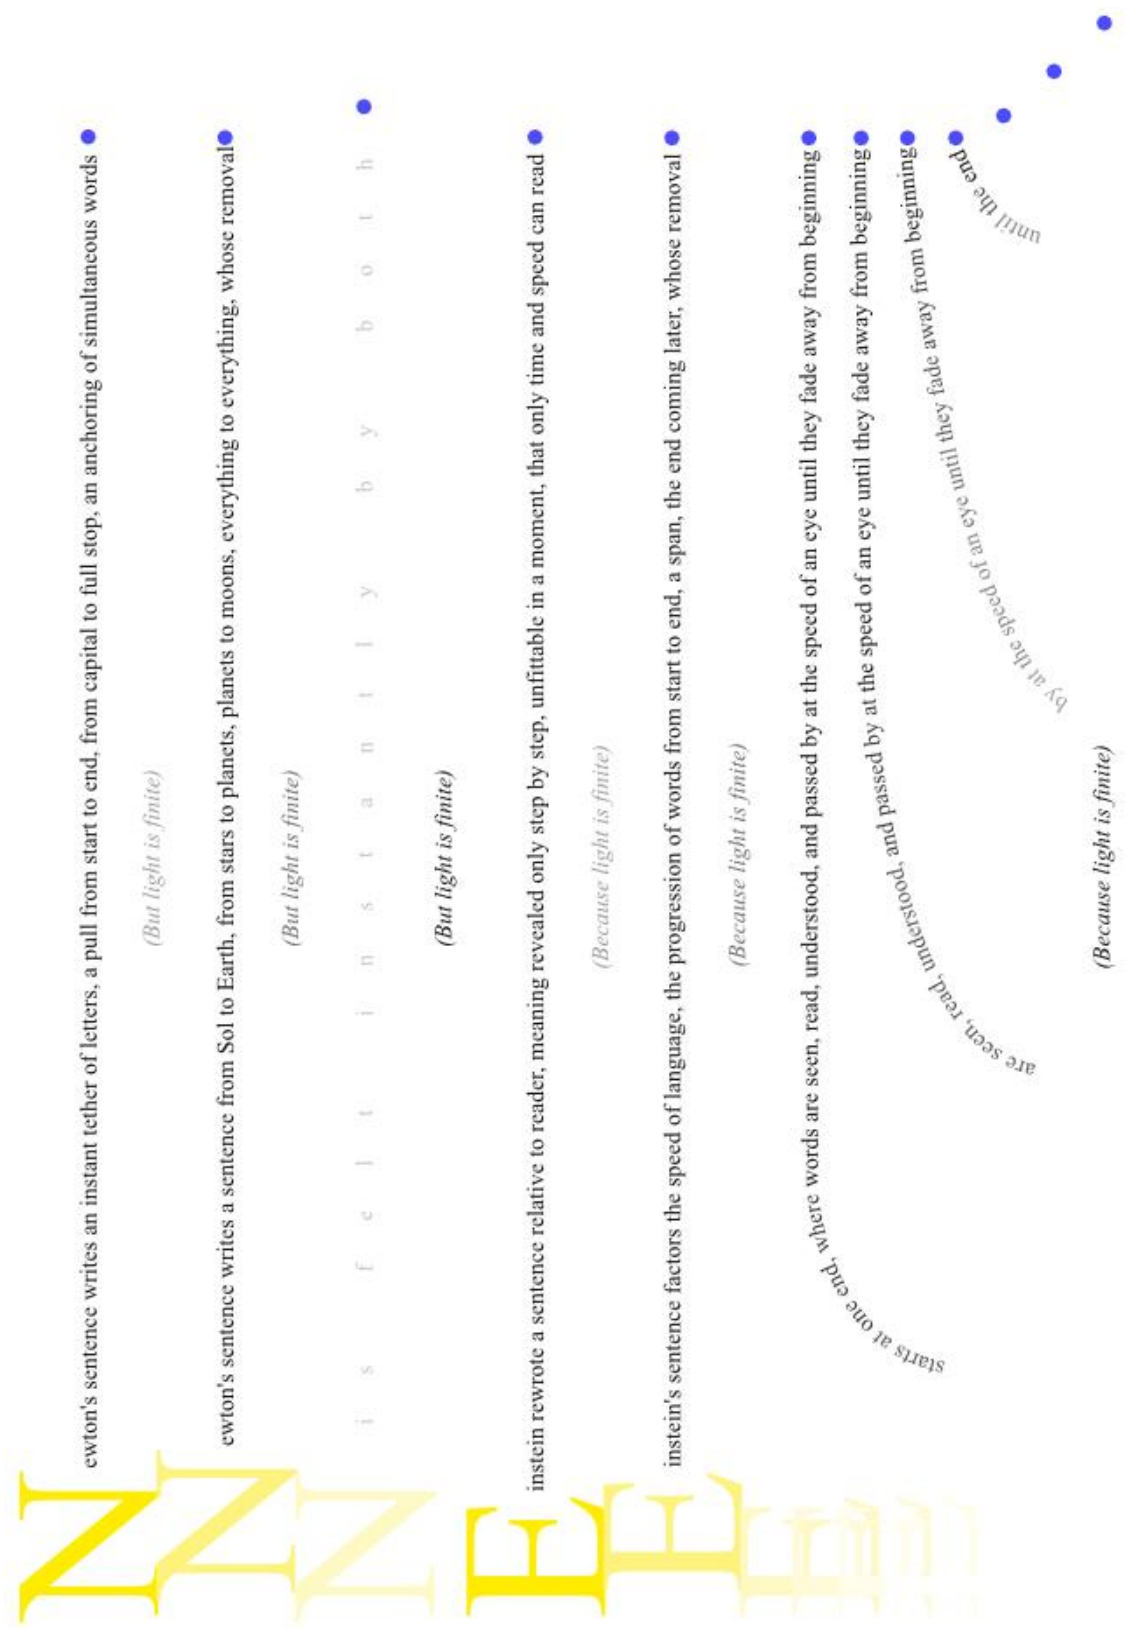 Newton's sentence writes an instant tether of letters, a pull from start to end, from capital to full stop, an anchoring of simultaneous words
(But light is finite)
Newton's sentence writes a sentence from Sol to Earth, from stars to planets, planets to moons, everything to everything, whose removal
(But light is finite)
N is felt instantly by both
(But light is finite)
Einstein rewrote a sentence relative to reader, meaning revealed only step by step, unfittable in a moment, that only time and speed can read
(Because light is finite)
Einstein's sentence factors the speed of language, the progression of words from start to end, a span, the end coming later, whose removal
(Because light is finite)
E starts at one end, where words are seen, read, understood, and passed by at the speed of an eye until they fade away from beginning
E are seen, read, understood, and passed by at the speed of an eye until they fade away from beginning
E by at the speed of an eye until they fade away from beginning
E until the end
(Because light is finite)